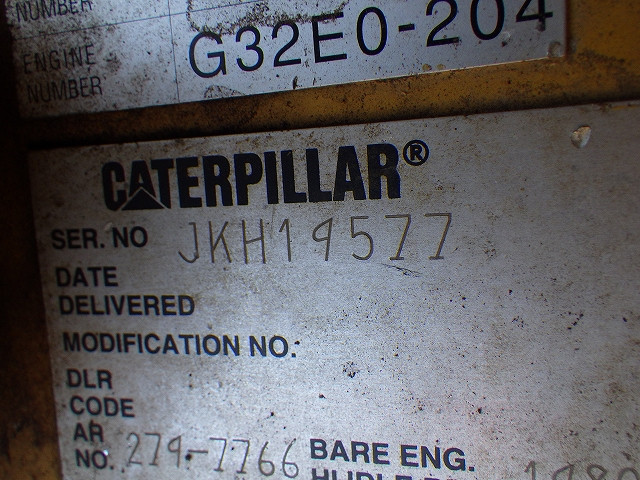 NUMBER
ENGINE NUMBER G32E0-204
CATERPILLAR®
SER. NO JKH19577
DATE
DELIVERED
MODIFICATION NO.:
DLR
CODE
AR
NO. 279-7766 BARE ENG.